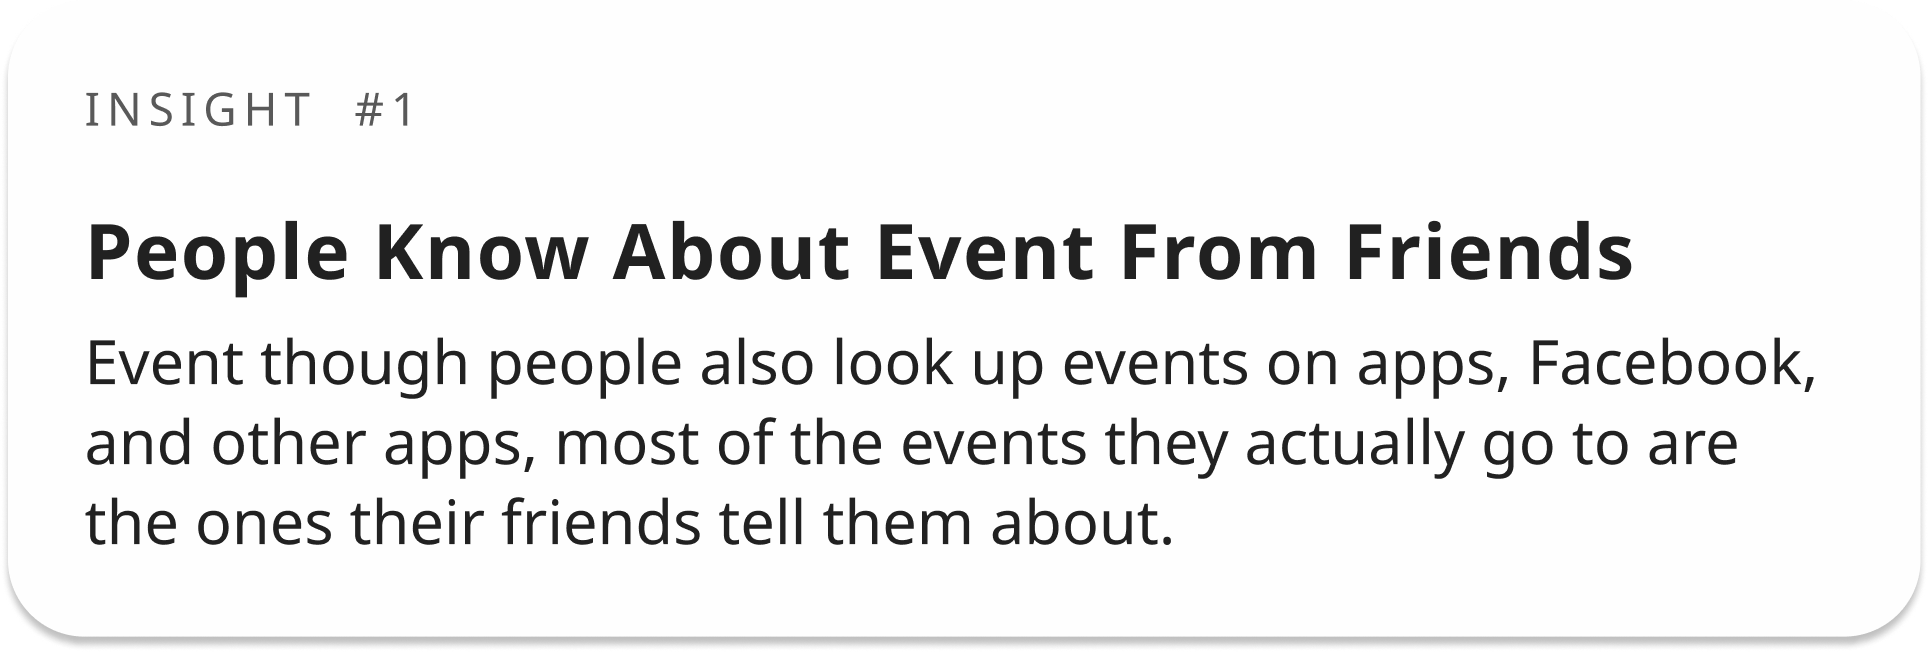 INSIGHT #1
People Know About Event From Friends
Event though people also look up events on apps, Facebook,
and other apps, most of the events they actually go to are
the ones their friends tell them about.